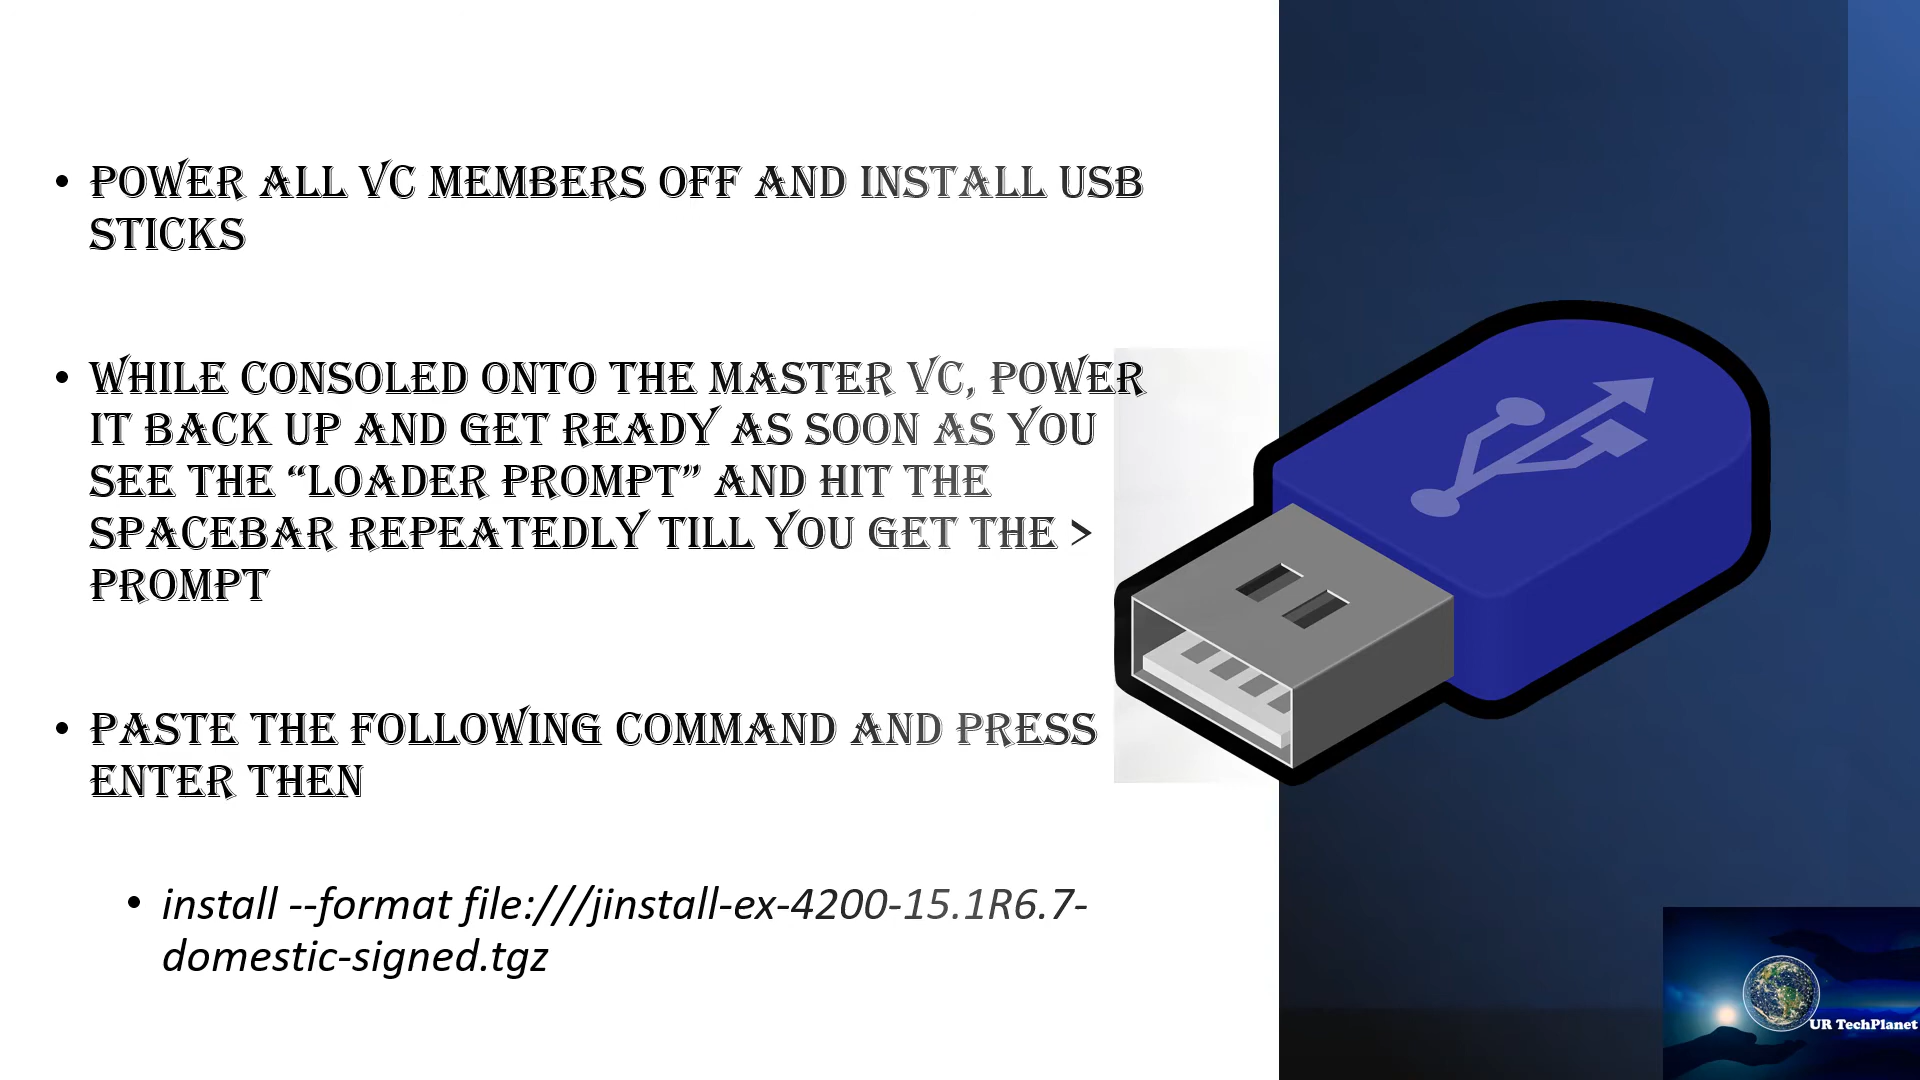 • POWER ALL VC MEMBERS OFF AND INSTALL USB
STICKS
• WHILE CONSOLED ONTO THE MASTER VC, POWER
IT BACK UP AND GET READY AS SOON AS YOU
SEE THE “LOADER PROMPT” AND HIT THE
SPACEBAR REPEATEDLY TILL YOU GET THE >
PROMPT
• PASTE THE FOLLOWING COMMAND AND PRESS
ENTER THEN
• install --format file:///jinstall-ex-4200-15.1R6.7-
domestic-signed.tgz
UR TechPlanet